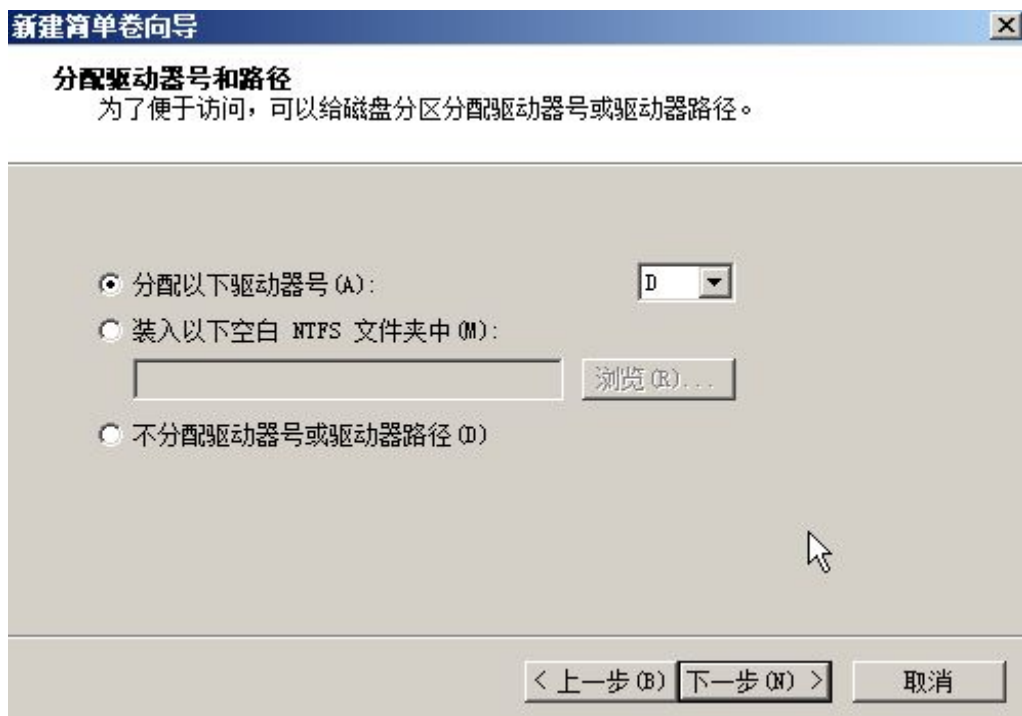 新建简单卷向导
分配驱动器号和路径
为了便于访问，可以给磁盘分区分配驱动器号或驱动器路径。
分配以下驱动器号(A): D
装入以下空白 NTFS 文件夹中(M):
浏览(R)...
不分配驱动器号或驱动器路径(D)
< 上一步(B) 下一步(N) > 取消